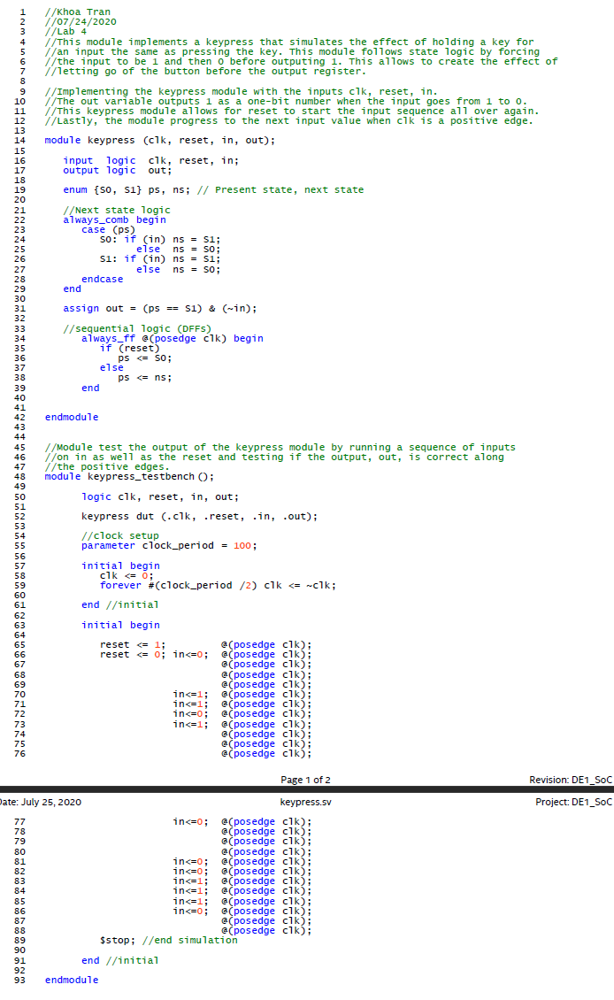 1 //Khoa Tran
2 //07/24/2020
3 //Lab 4
4 //This module implements a keypress that simulates the effect of holding a key for
5 //an input the same as pressing the key. This module follows state logic by forcing
6 //the input to be 1 and then 0 before outputing 1. This allows to create the effect of
7 //letting go of the button before the output register.
8
9 //Implementing the keypress module with the inputs clk, reset, in.
10 //The out variable outputs 1 as a one-bit number when the input goes from 1 to 0.
11 //This keypress module allows for reset to start the input sequence all over again.
12 //Lastly, the module progress to the next input value when clk is a positive edge.
13
14 module keypress (clk, reset, in, out);
15
16 input logic clk, reset, in;
17 output logic out;
18
19 enum {S0, S1} ps, ns; // Present state, next state
20
21 //Next state logic
22 always_comb begin
23 case (ps)
24 S0: if (in) ns = S1;
25 else ns = S0;
26 S1: if (in) ns = S1;
27 else ns = S0;
28 endcase
29 end
30
31 assign out = (ps == S1) & (~in);
32
33 //sequential logic (DFFs)
34 always_ff @(posedge clk) begin
35 if (reset)
36 ps <= S0;
37 else
38 ps <= ns;
39 end
40
41
42 endmodule
43
44
45 //Module test the output of the keypress module by running a sequence of inputs
46 //on in as well as the reset and testing if the output, out, is correct along
47 //the positive edges.
48 module keypress_testbench ();
49
50 logic clk, reset, in, out;
51
52 keypress dut (.clk, .reset, .in, .out);
53
54 //clock setup
55 parameter clock_period = 100;
56
57 initial begin
58 clk <= 0;
59 forever #(clock_period /2) clk <= ~clk;
60
61 end //initial
62
63 initial begin
64
65 reset <= 1; @(posedge clk);
66 reset <= 0; in<=0; @(posedge clk);
67 @(posedge clk);
68 @(posedge clk);
69 @(posedge clk);
70 in<=1; @(posedge clk);
71 in<=1; @(posedge clk);
72 in<=0; @(posedge clk);
73 in<=1; @(posedge clk);
74 @(posedge clk);
75 @(posedge clk);
76 @(posedge clk);
Page 1 of 2 Revision: DE1_SoC
Date: July 25, 2020 keypress.sv Project: DE1_SoC
77 in<=0; @(posedge clk);
78 @(posedge clk);
79 @(posedge clk);
80 @(posedge clk);
81 in<=0; @(posedge clk);
82 in<=0; @(posedge clk);
83 in<=1; @(posedge clk);
84 in<=1; @(posedge clk);
85 in<=1; @(posedge clk);
86 in<=0; @(posedge clk);
87 @(posedge clk);
88 @(posedge clk);
89 $stop; //end simulation
90
91 end //initial
92
93 endmodule